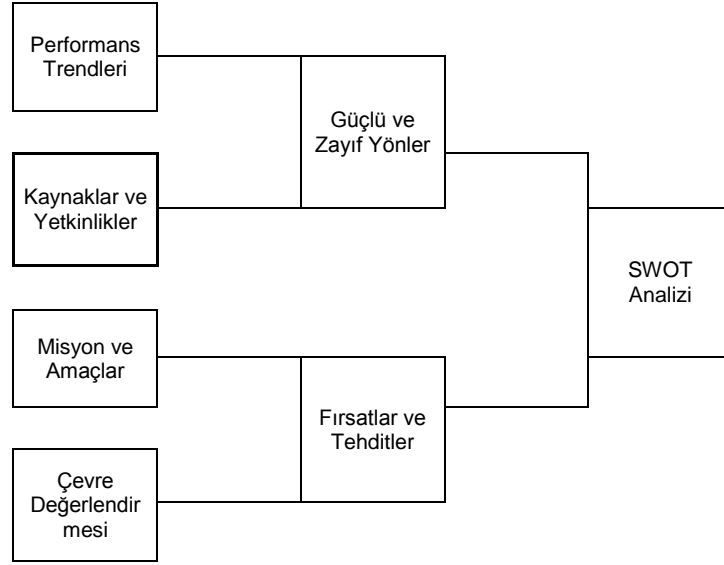 Performans
Trendleri
Güçlü ve
Zayıf Yönler
Kaynaklar ve
Yetkinlikler
SWOT
Analizi
Misyon ve
Amaçlar
Fırsatlar ve
Tehditler
Çevre
Değerlendir
mesi